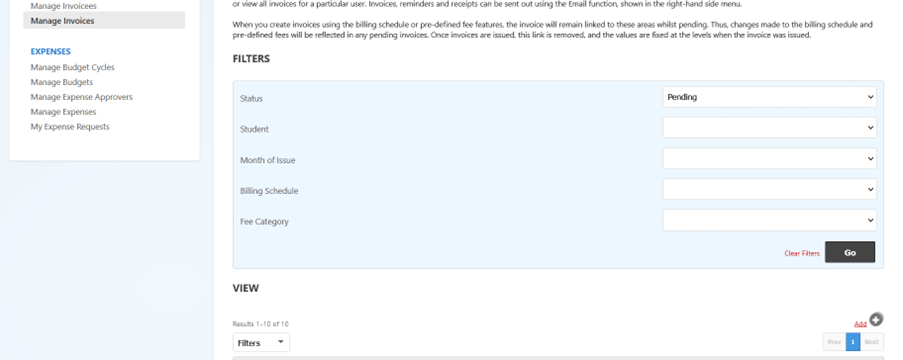 Manage Invoicees
Manage Invoices
EXPENSES
Manage Budget Cycles
Manage Budgets
Manage Expense Approvers
Manage Expenses
My Expense Requests
or view all invoices for a particular user. Invoices, reminders and receipts can be sent out using the Email function, shown in the right-hand side menu.
When you create invoices using the billing schedule or pre-defined fee features, the invoice will remain linked to these areas whilst pending. Thus, changes made to the billing schedule and
pre-defined fees will be reflected in any pending invoices. Once invoices are issued, this link is removed, and the values are fixed at the levels when the invoice was issued.
FILTERS
Status Pending
Student
Month of Issue
Billing Schedule
Fee Category
Clear Filters Go
VIEW
Results 1-10 of 10 Add
Filters Prev 1 Next